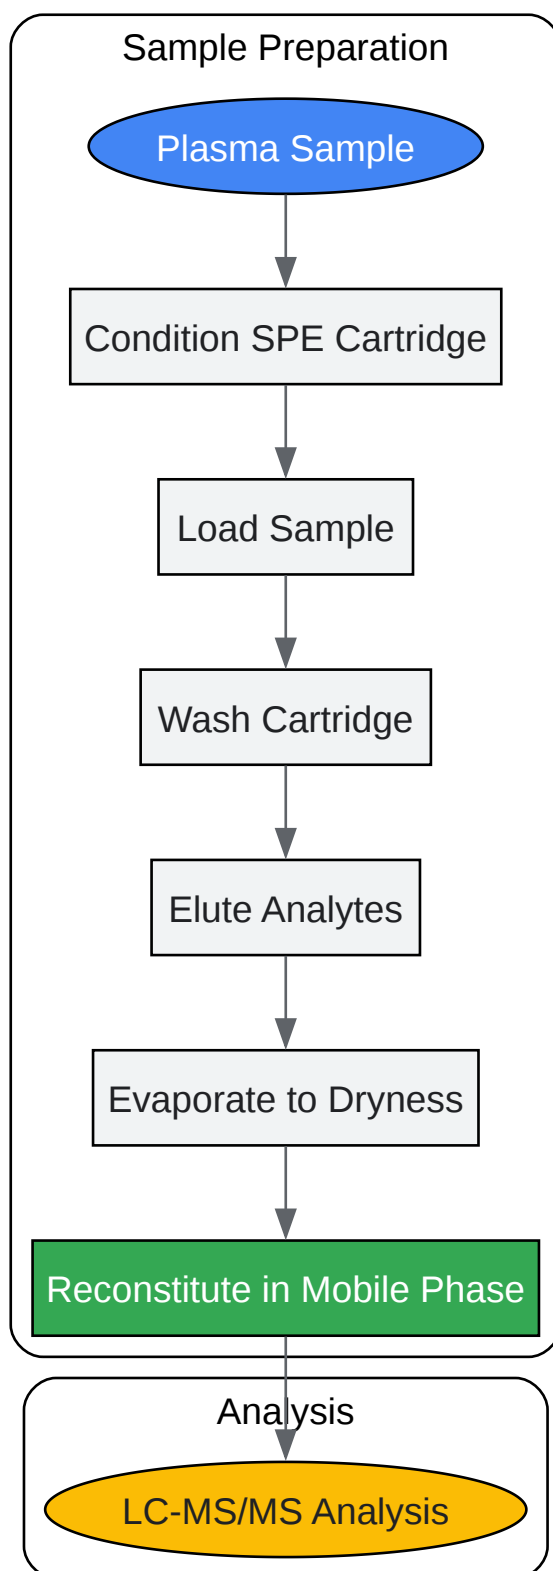 Sample Preparation
Plasma Sample
Condition SPE Cartridge
Load Sample
Wash Cartridge
Elute Analytes
Evaporate to Dryness
Reconstitute in Mobile Phase
Analysis
LC-MS/MS Analysis